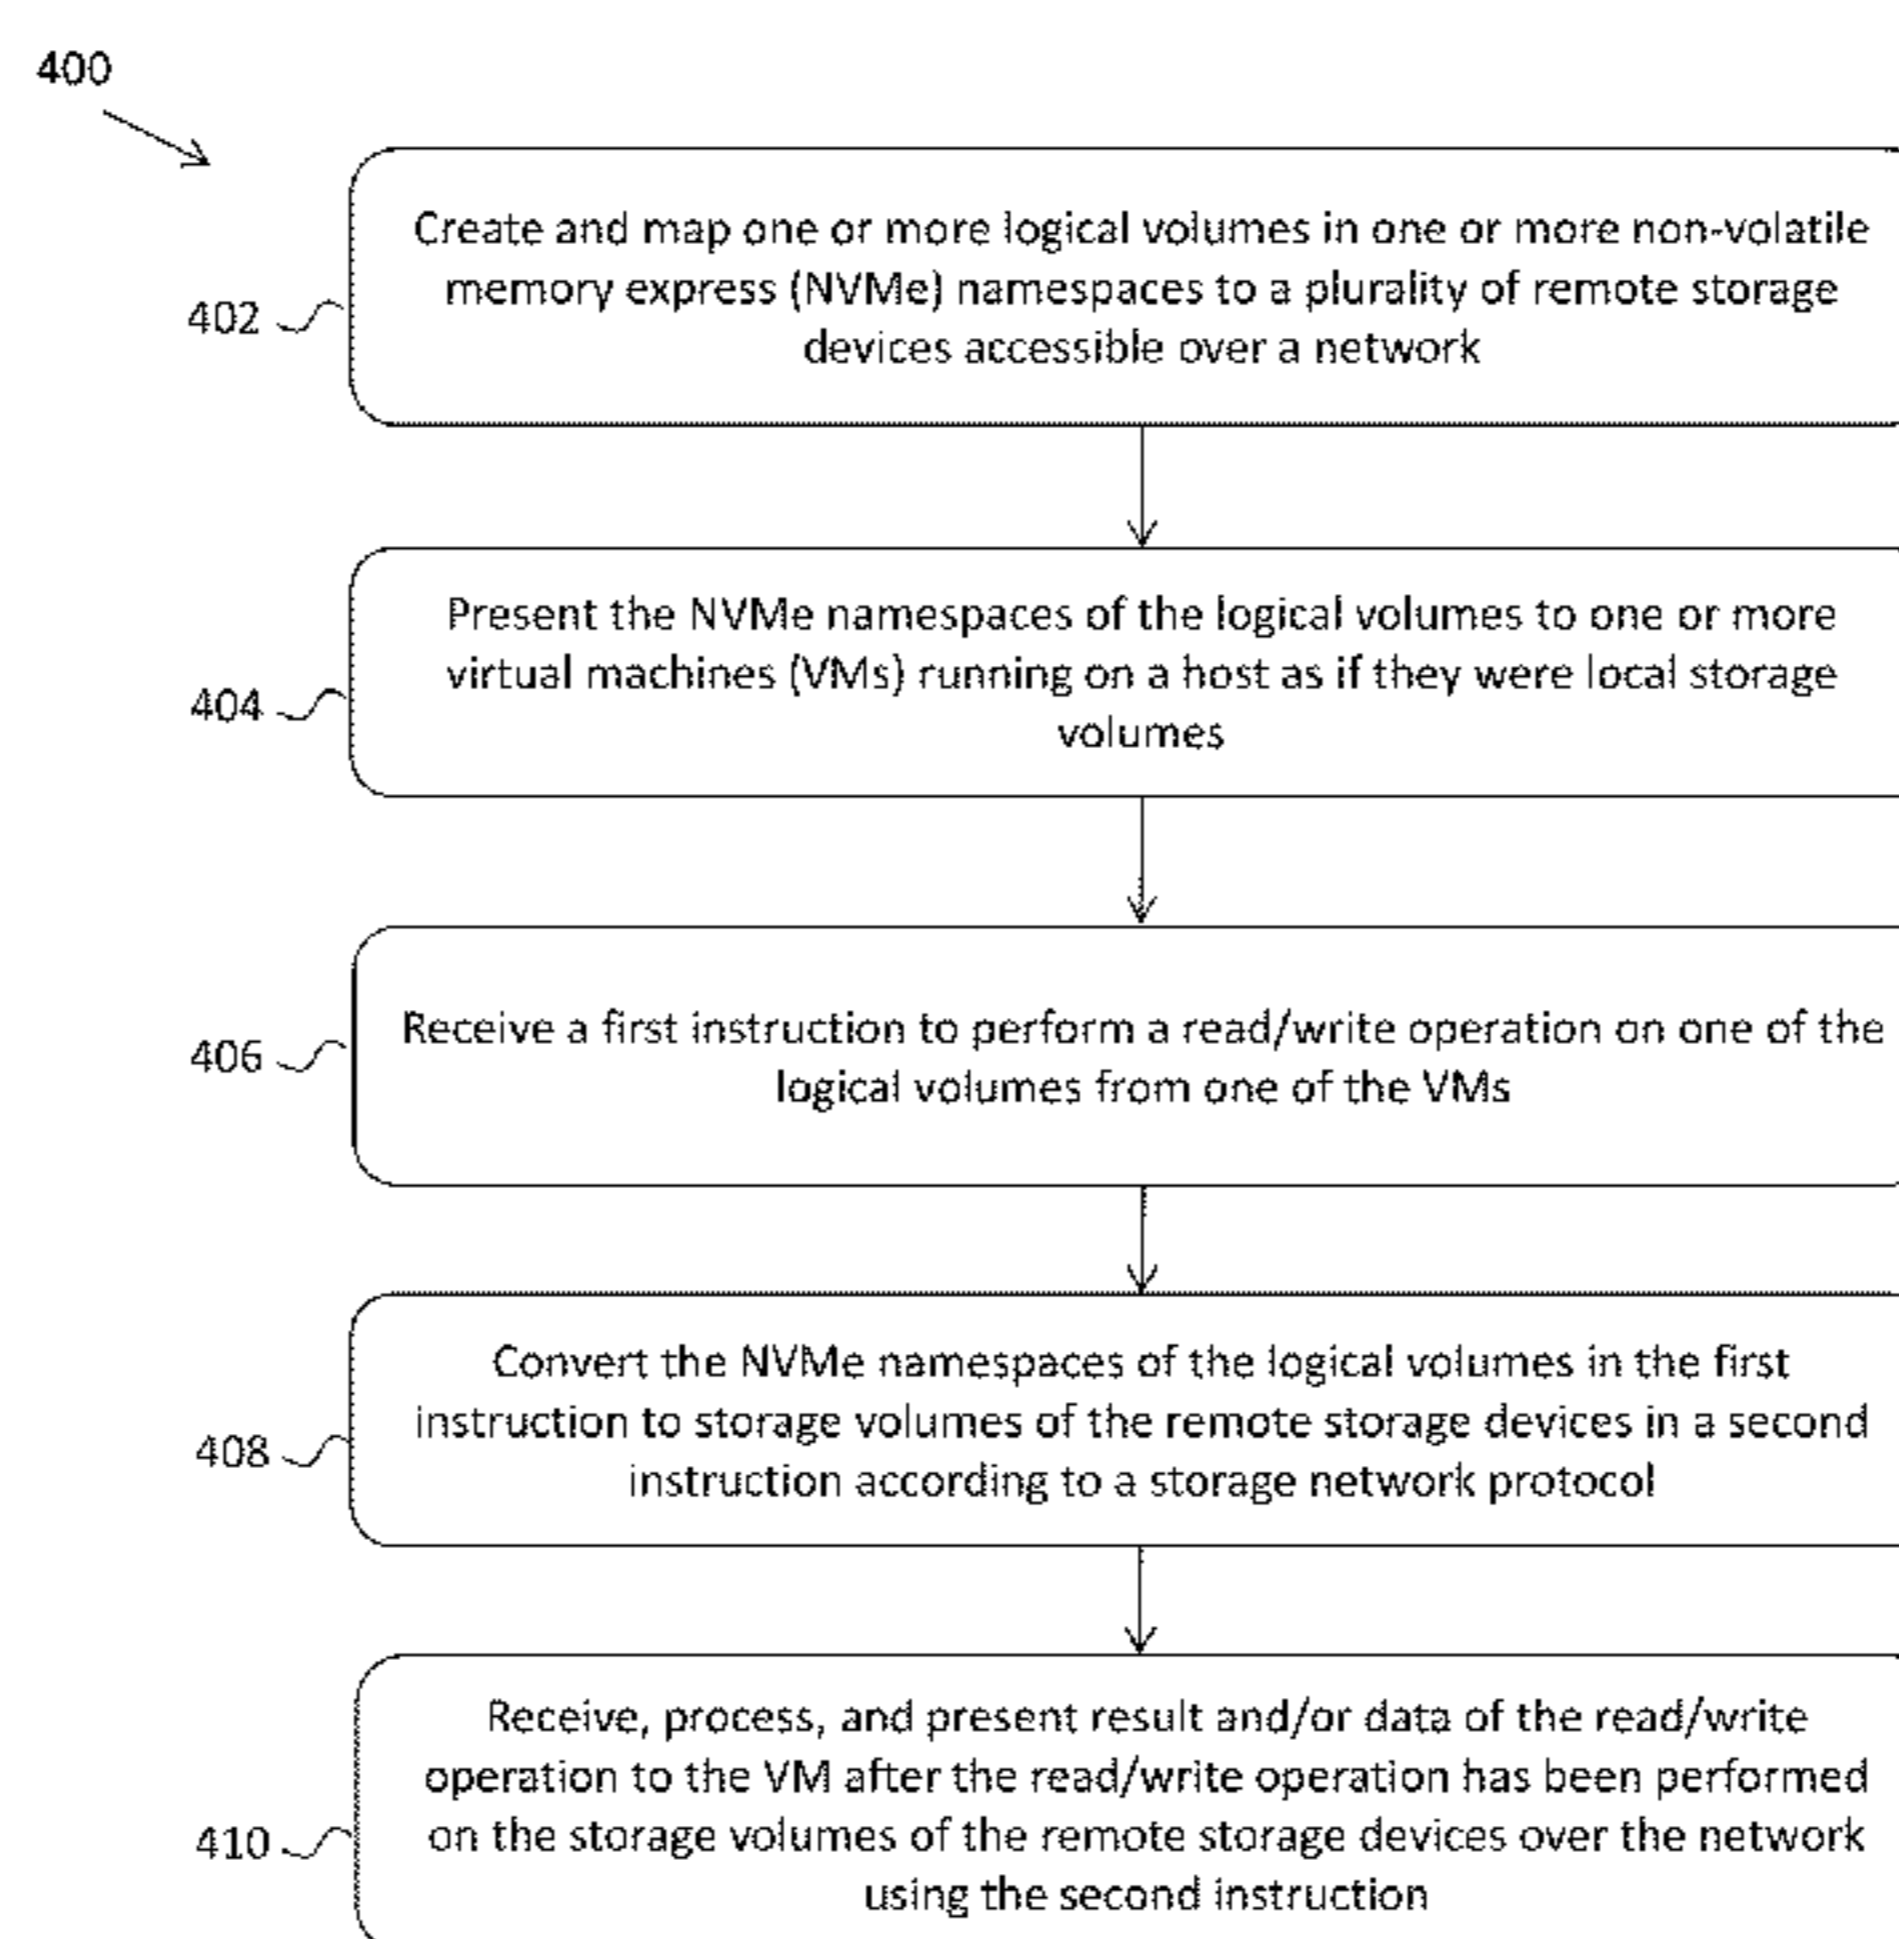 400
Create and map one or more logical volumes in one or more non-volatile
memory express (NVMe) namespaces to a plurality of remote storage
devices accessible over a network
402
Present the NVMe namespaces of the logical volumes to one or more
virtual machines (VMs) running on a host as if they were local storage
volumes
404
Receive a first instruction to perform a read/write operation on one of the
logical volumes from one of the VMs
406
Convert the NVMe namespaces of the logical volumes in the first
instruction to storage volumes of the remote storage devices in a second
instruction according to a storage network protocol
408
Receive, process, and present result and/or data of the read/write
operation to the VM after the read/write operation has been performed
on the storage volumes of the remote storage devices over the network
using the second instruction
410